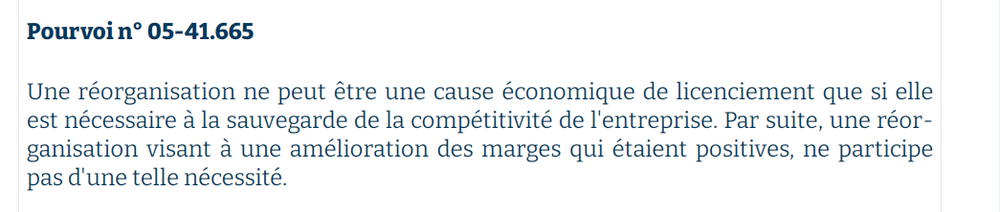 Pourvoi n° 05-41.665
Une réorganisation ne peut être une cause économique de licenciement que si elle
est nécessaire à la sauvegarde de la compétitivité de l'entreprise. Par suite, une réor-
ganisation visant à une amélioration des marges qui étaient positives, ne participe
pas d'une telle nécessité.